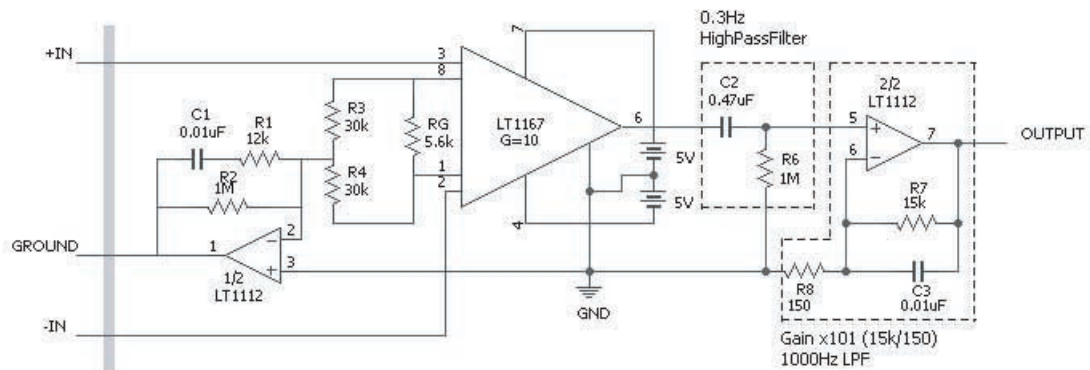 0.3Hz
HighPassFilter
+IN
7
3
8
C1
0.01uF
R1
12k
R3
30k
RG
5.6k
LT1167
G=10
6
C2
0.47uF
2/2
LT1112
5
+
7
OUTPUT
6
−
R2
1M
R4
30k
1
2
5V
5V
R6
1M
R7
15k
4
GROUND
1
2
−
3
+
1/2
LT1112
R8
150
C3
0.01uF
GND
-IN
Gain x101 (15k/150)
1000Hz LPF